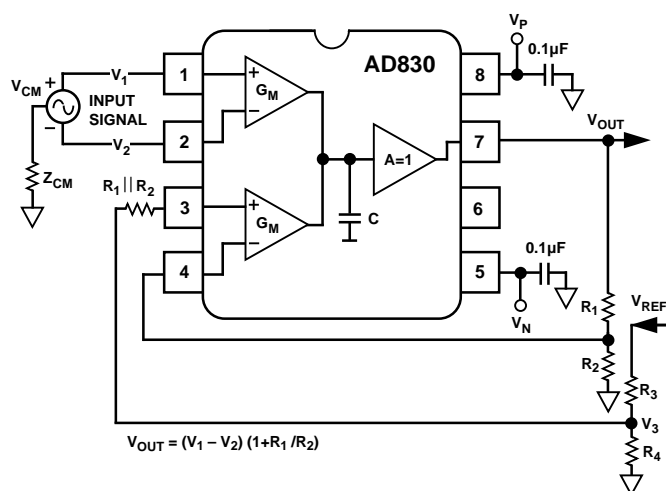 V_P
0.1µF
AD830
V_CM
+
V_1
INPUT
SIGNAL
−
V_2
Z_CM
1
+
G_M
−
2
R_1||R_2
3
+
G_M
−
4
A=1
C
8
7
V_OUT
6
5
0.1µF
V_N
R_1
V_REF
R_2
R_3
V_3
R_4
V_OUT = (V_1 – V_2) (1+R_1 /R_2)